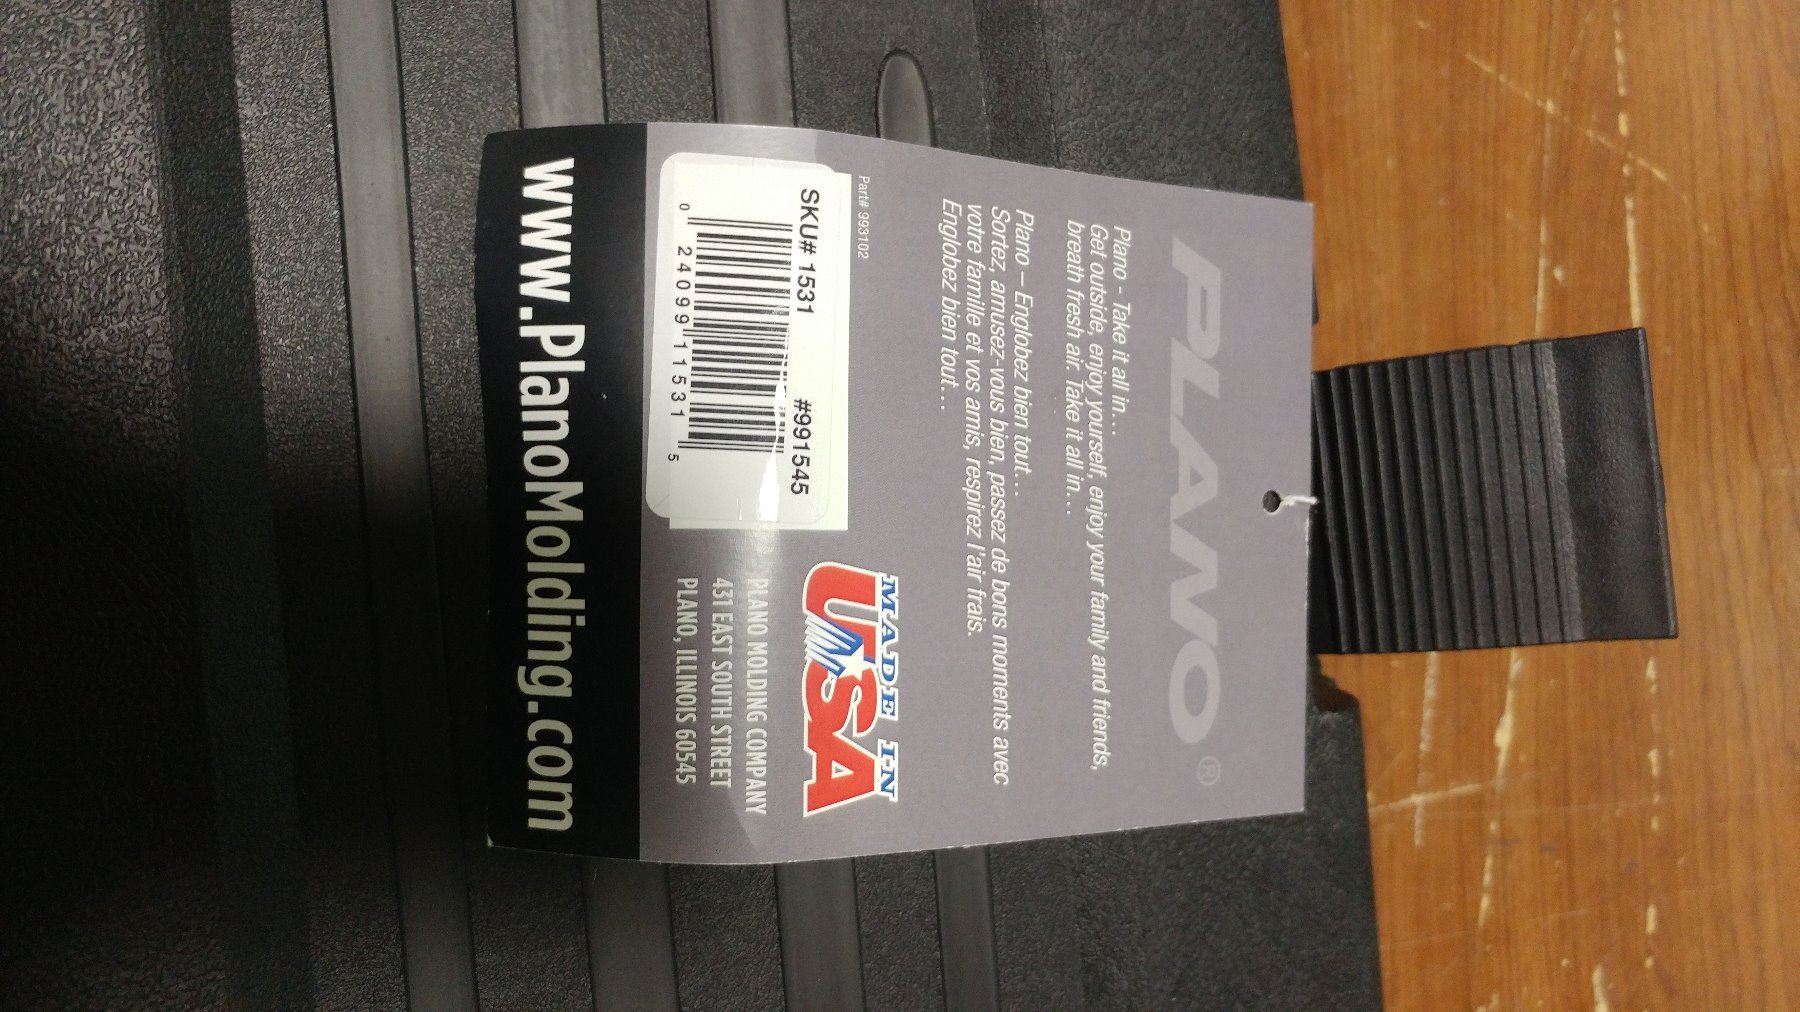 PLANO®
Plano - Take it all in…
Get outside, enjoy yourself, enjoy your family and friends,
breath fresh air. Take it all in…
Plano – Englobez bien tout…
Sortez, amusez-vous bien, passez de bons moments avec
votre famille et vos amis, respirez l'air frais.
Englobez bien tout…
Part# 993102
SKU# 1531 #991545
0 24099 11531 5
MADE IN
USA
PLANO MOLDING COMPANY
431 EAST SOUTH STREET
PLANO, ILLINOIS 60545
www.PlanoMolding.com